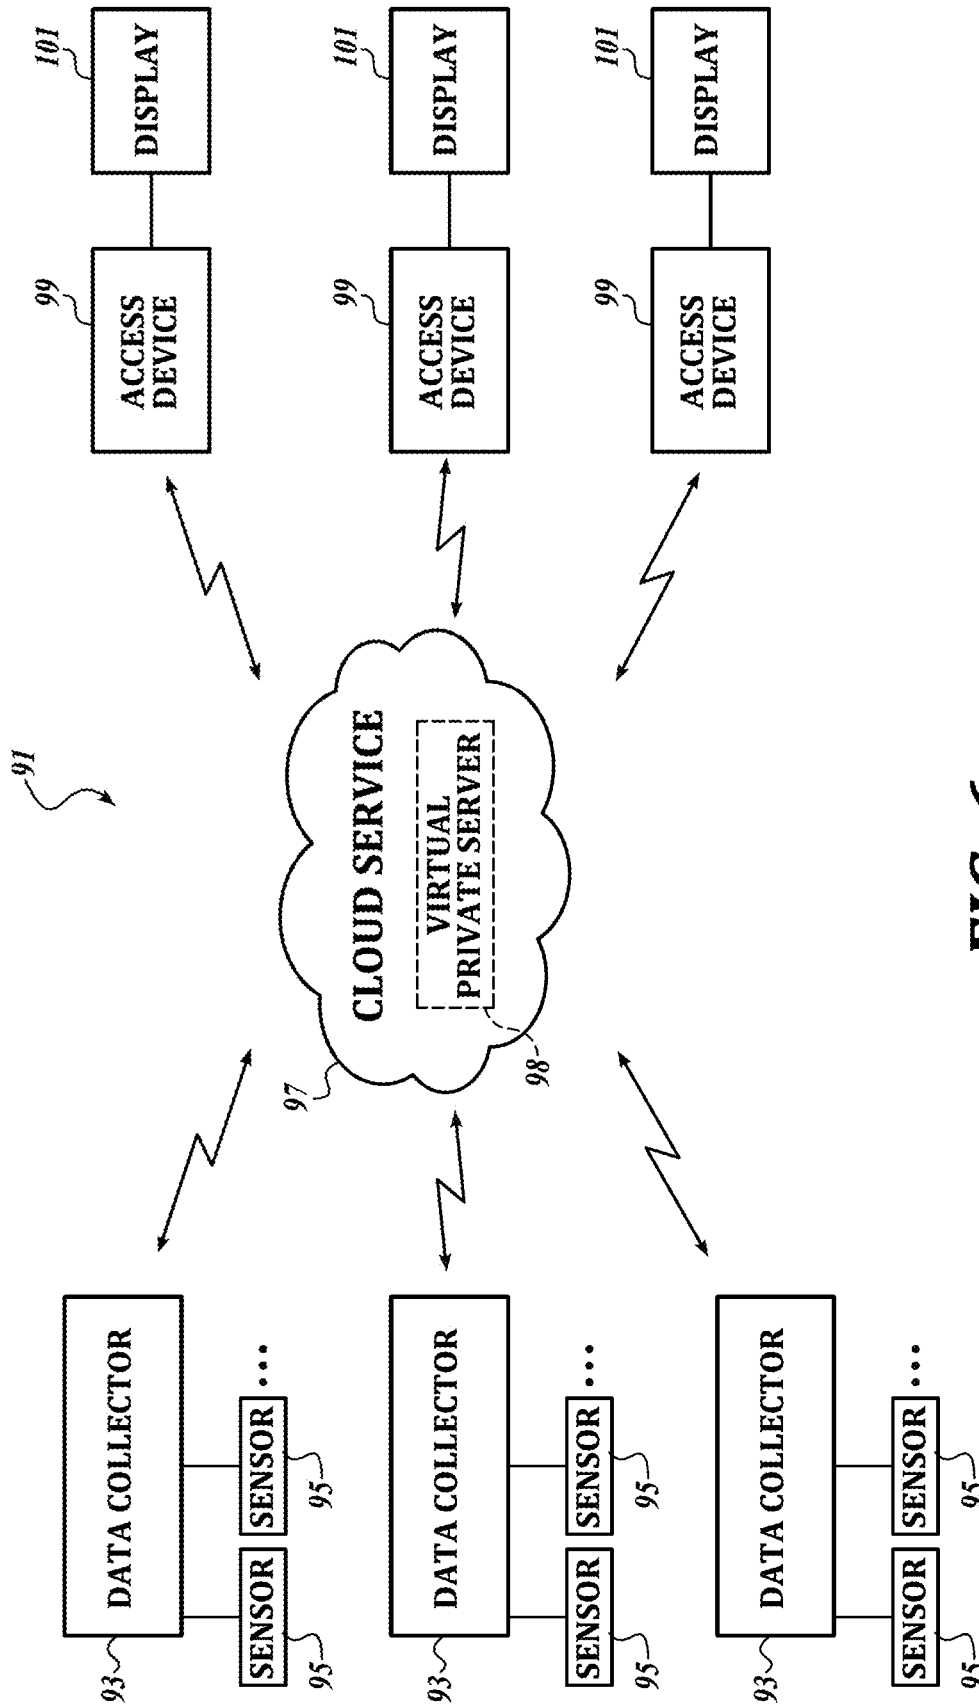 91
93
DATA COLLECTOR
SENSOR
SENSOR
...
95
95
93
DATA COLLECTOR
SENSOR
SENSOR
...
95
95
93
DATA COLLECTOR
SENSOR
SENSOR
...
95
95
97
CLOUD SERVICE
VIRTUAL
PRIVATE SERVER
98
99
ACCESS
DEVICE
101
DISPLAY
99
ACCESS
DEVICE
101
DISPLAY
99
ACCESS
DEVICE
101
DISPLAY